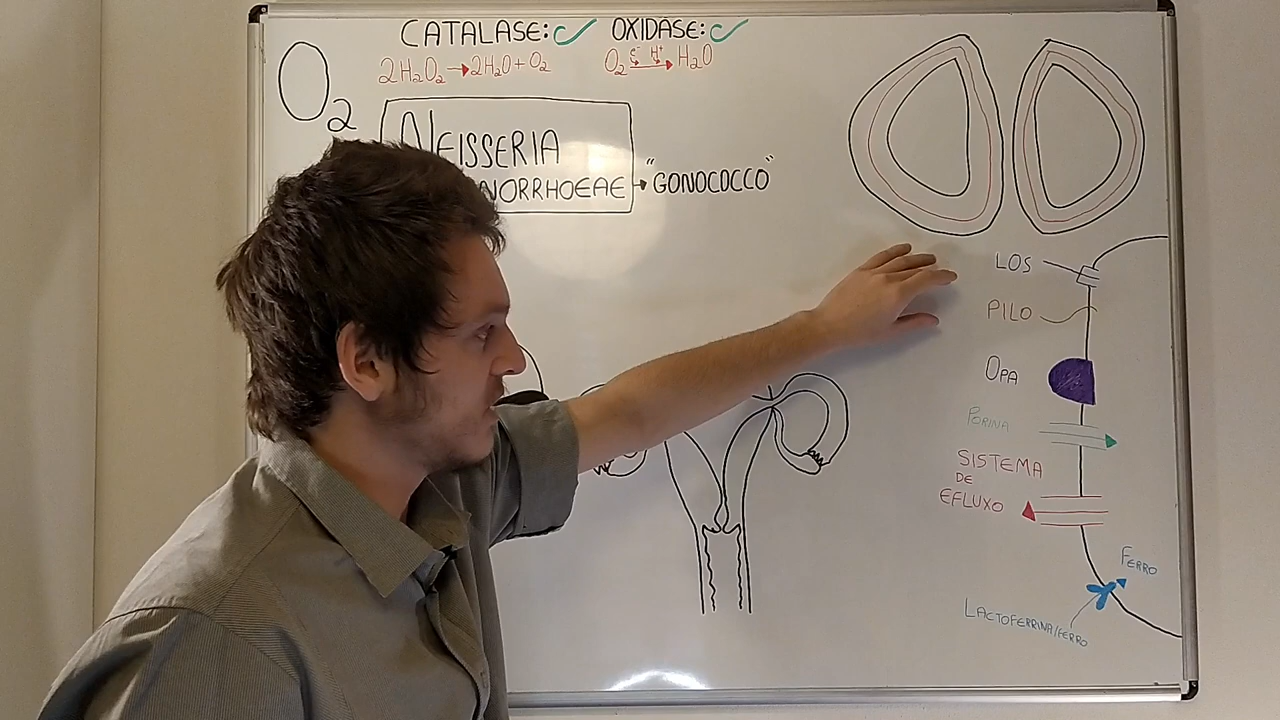 CATALASE: OXIDASE:
2H₂O₂ → 2H₂O + O₂
O₂ e⁻ H⁺ → H₂O
O₂
NEISSERIA
NORRHOEAE → "GONOCOCCO"
LOS
PILO
OPA
PORINA
SISTEMA
DE
EFLUXO
FERRO
LACTOFERRINA/FERRO